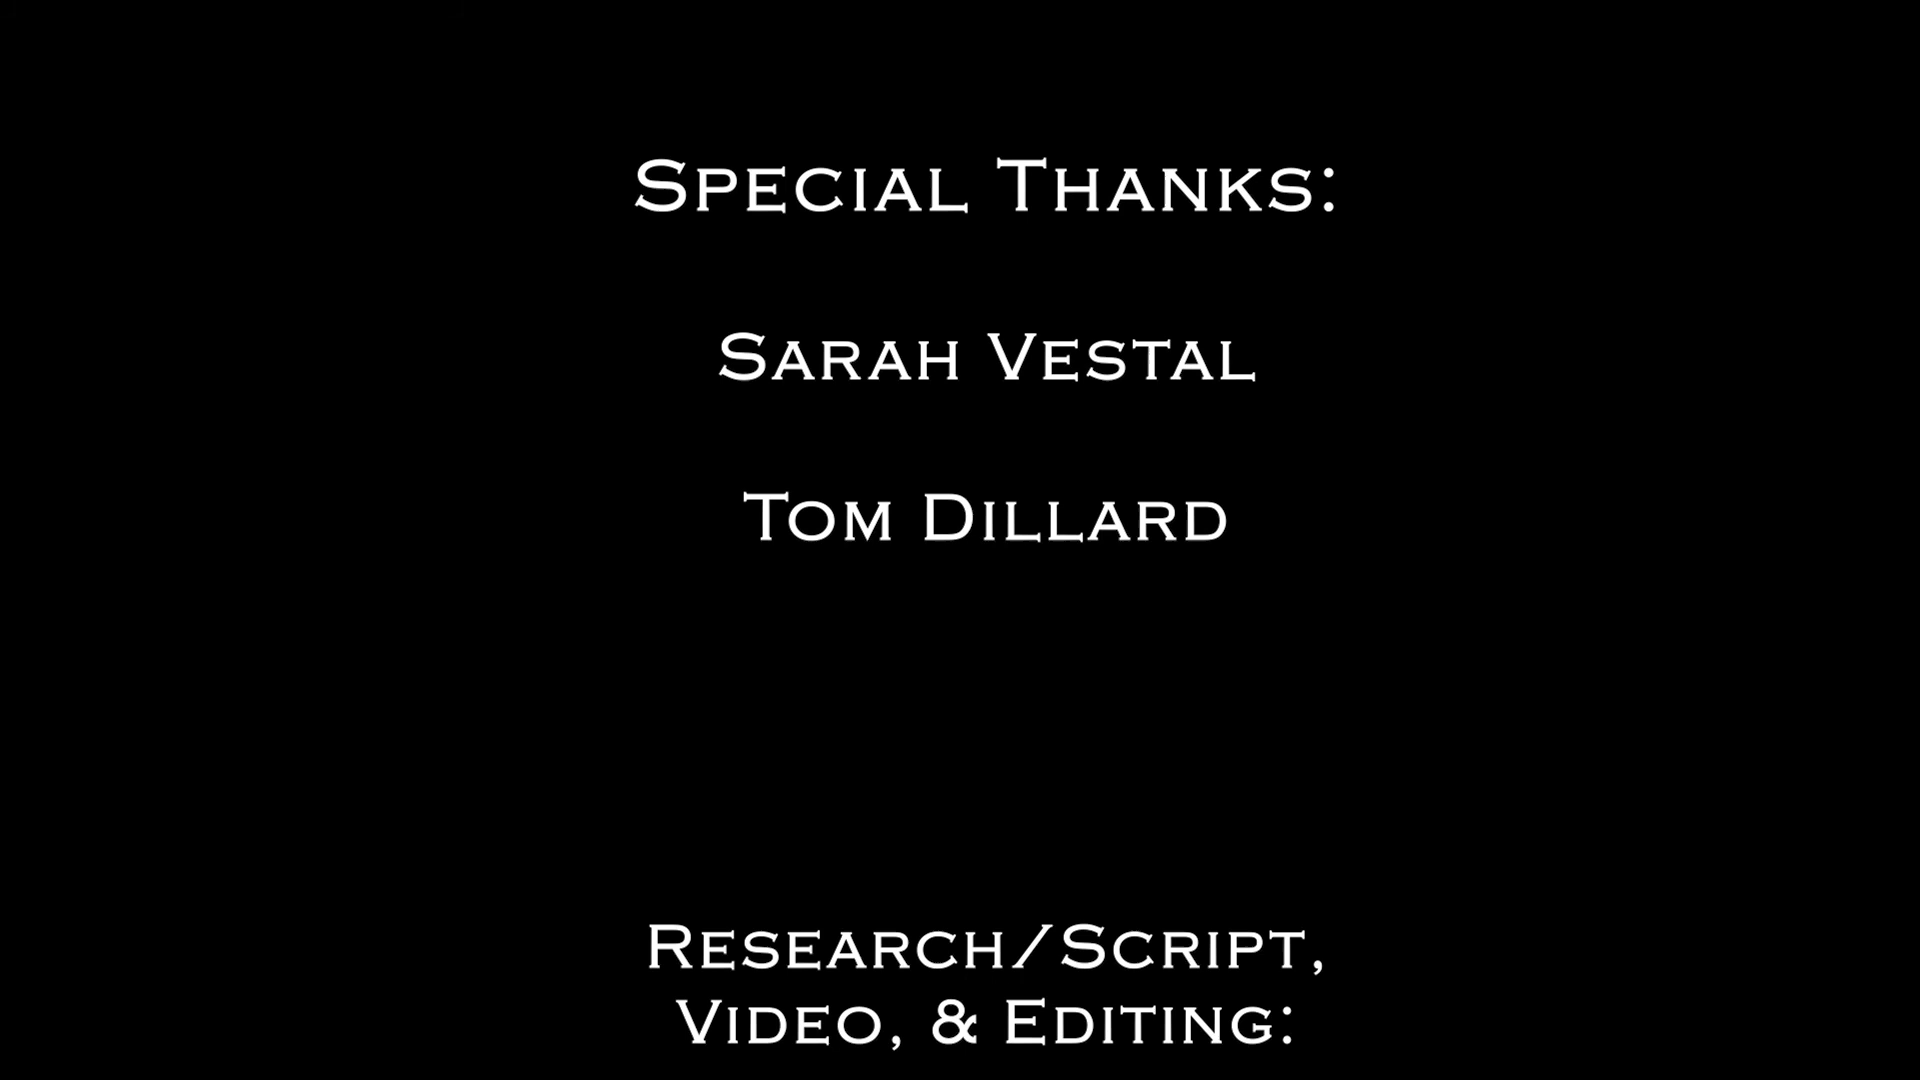 Special Thanks:
Sarah Vestal
Tom Dillard
Research/Script,
Video, & Editing: